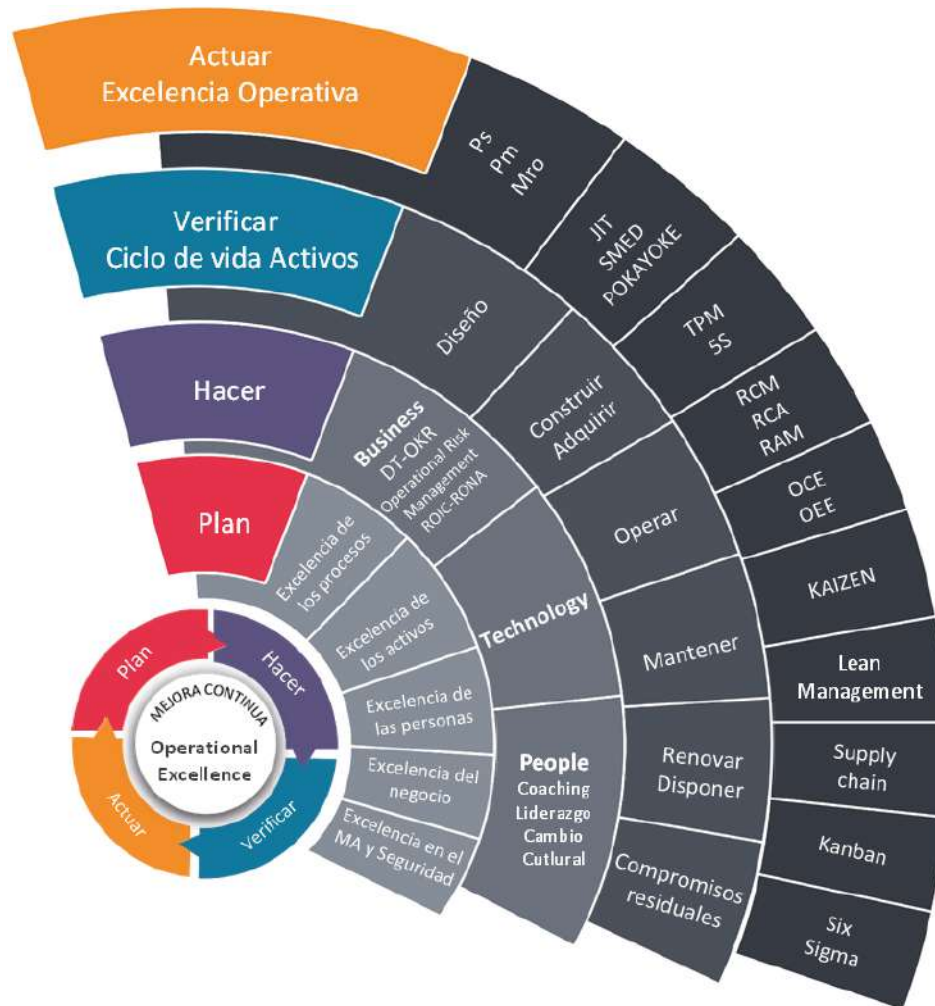 Actuar
Excelencia Operativa
Ps
Pm
Mro
JIT
SMED
POKAYOKE
TPM
5S
RCM
RCA
RAM
OCE
OEE
KAIZEN
Lean
Management
Supply
chain
Kanban
Six
Sigma
Verificar
Ciclo de vida Activos
Diseño
Construir
Adquirir
Operar
Mantener
Renovar
Disponer
Compromisos
residuales
Hacer
Business
DT-OKR
Operational Risk
Management
ROIC-RONA
Technology
People
Coaching
Liderazgo
Cambio
Cutlural
Plan
Excelencia de
los procesos
Excelencia de
los activos
Excelencia de
las personas
Excelencia del
negocio
Excelencia en el
MA y Seguridad
Plan
Hacer
Verificar
Actuar
MEJORA CONTINUA
Operational
Excellence